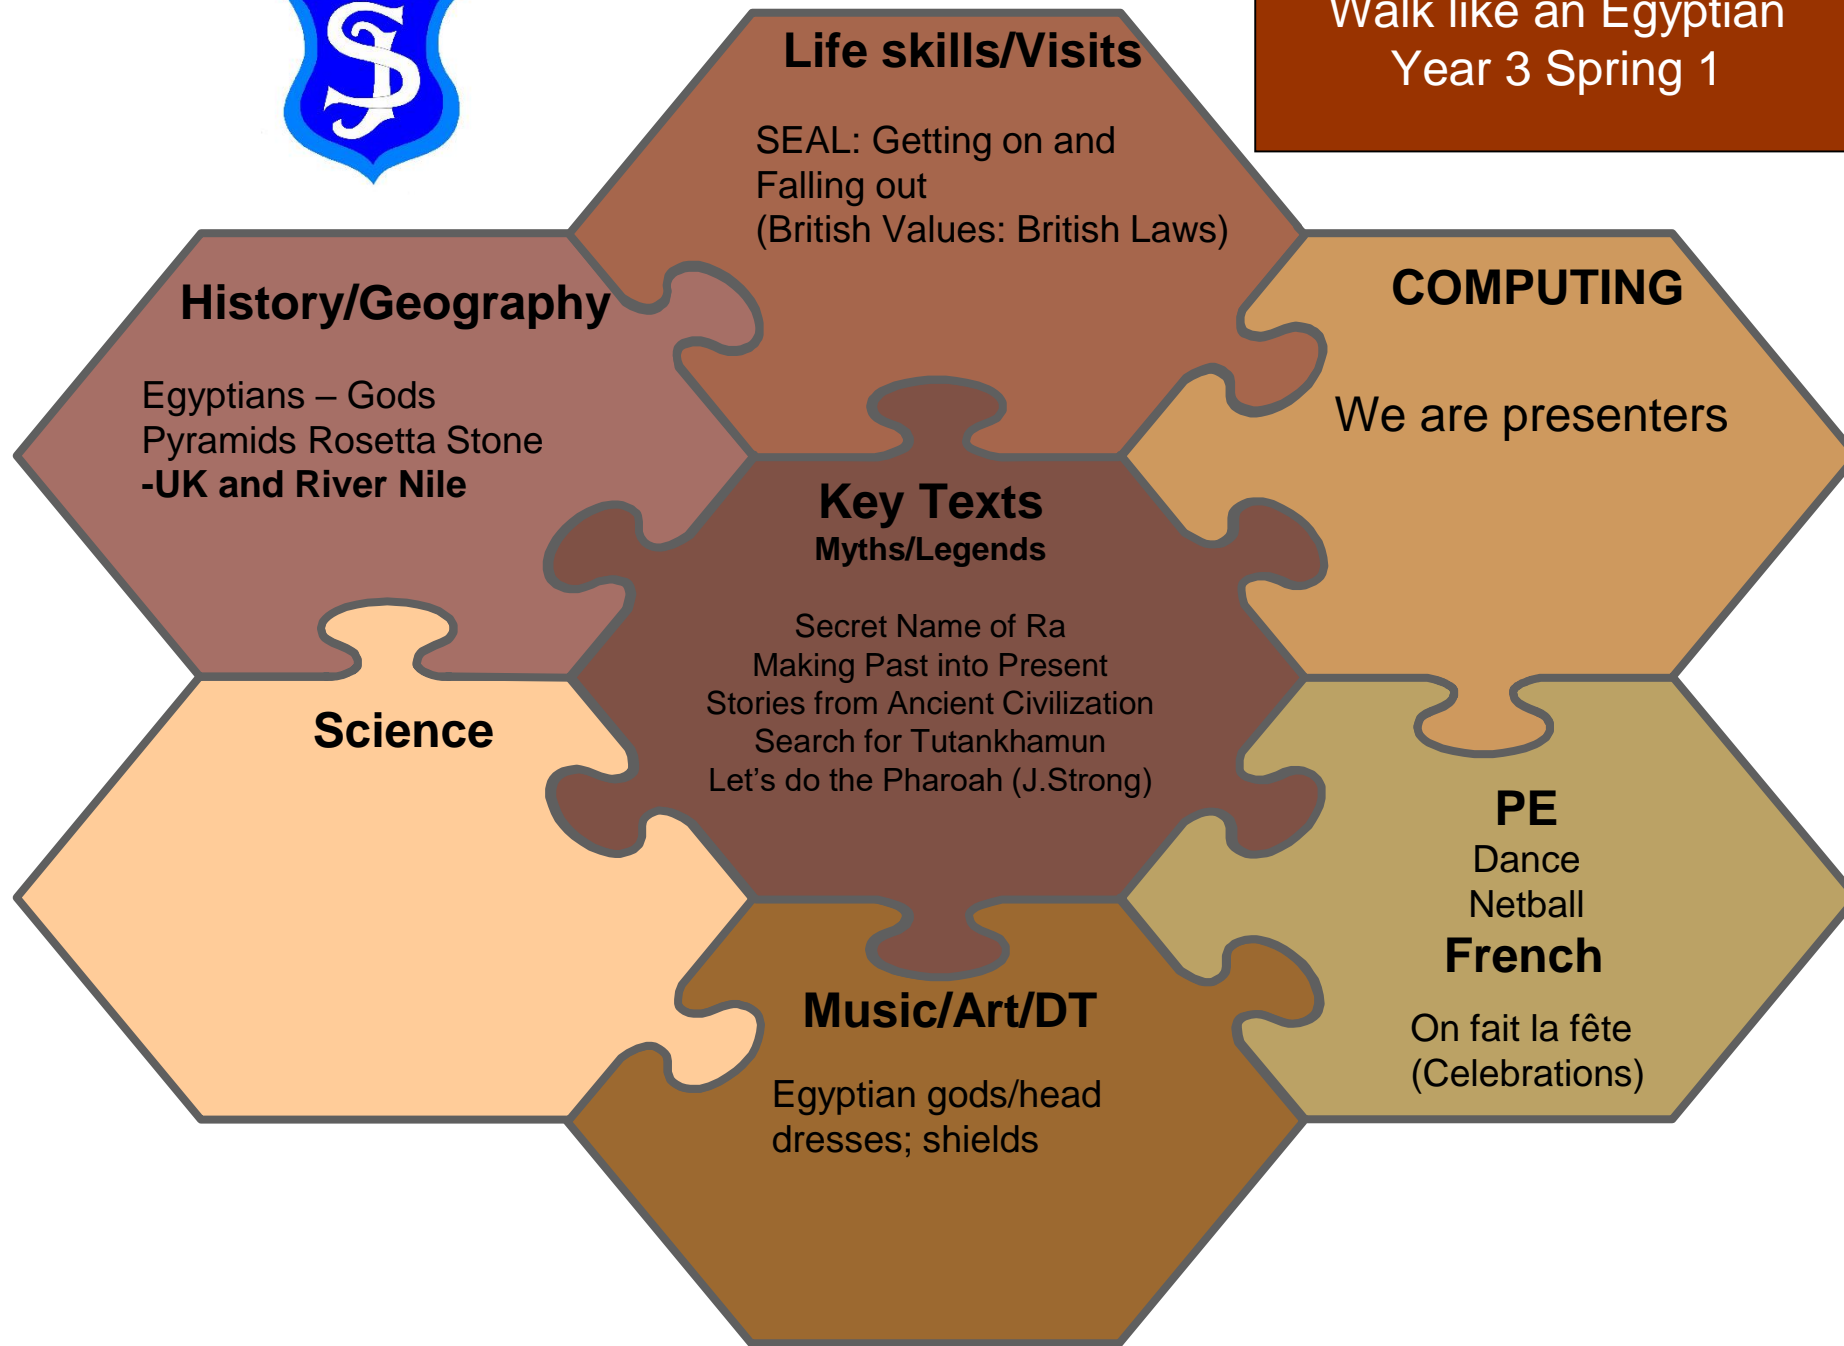 Walk like an Egyptian
Year 3 Spring 1
Life skills/Visits
SEAL: Getting on and
Falling out
(British Values: British Laws)
History/Geography
Egyptians – Gods
Pyramids Rosetta Stone
-UK and River Nile
COMPUTING
We are presenters
Key Texts
Myths/Legends
Secret Name of Ra
Making Past into Present
Stories from Ancient Civilization
Search for Tutankhamun
Let's do the Pharoah (J.Strong)
Science
PE
Dance
Netball
French
On fait la fête
(Celebrations)
Music/Art/DT
Egyptian gods/head
dresses; shields